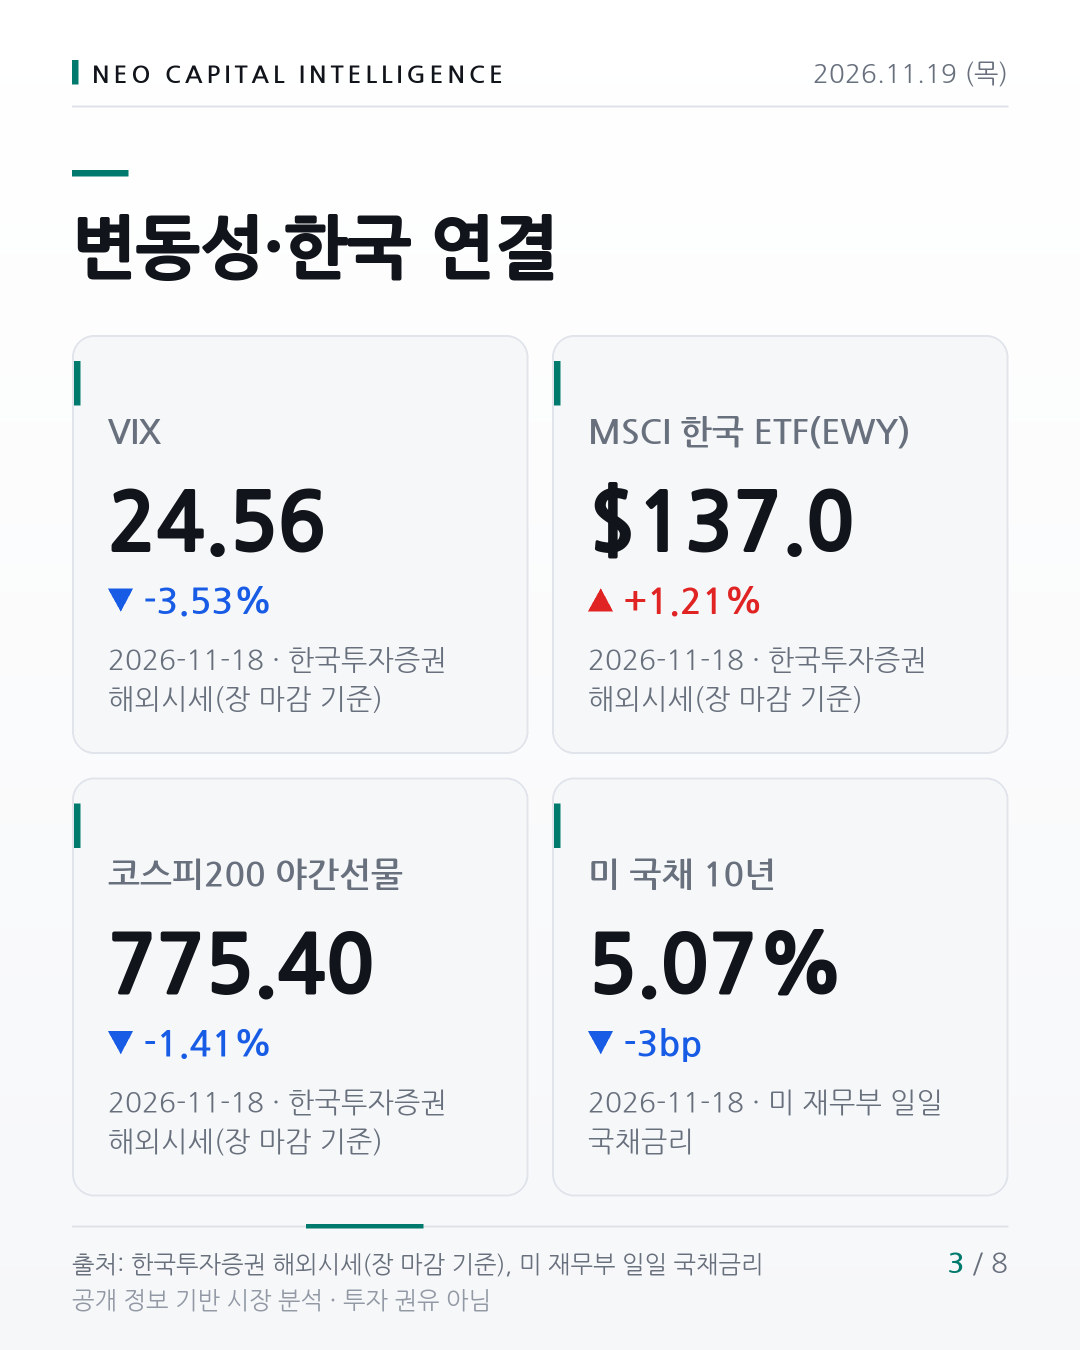 NEO CAPITAL INTELLIGENCE
2026.11.19 (목)
변동성·한국 연결
VIX
24.56
▼ -3.53%
2026-11-18 · 한국투자증권
해외시세(장 마감 기준)
MSCI 한국 ETF(EWY)
$137.0
▲ +1.21%
2026-11-18 · 한국투자증권
해외시세(장 마감 기준)
코스피200 야간선물
775.40
▼ -1.41%
2026-11-18 · 한국투자증권
해외시세(장 마감 기준)
미 국채 10년
5.07%
▼ -3bp
2026-11-18 · 미 재무부 일일
국채금리
출처: 한국투자증권 해외시세(장 마감 기준), 미 재무부 일일 국채금리
3 / 8
공개 정보 기반 시장 분석 · 투자 권유 아님